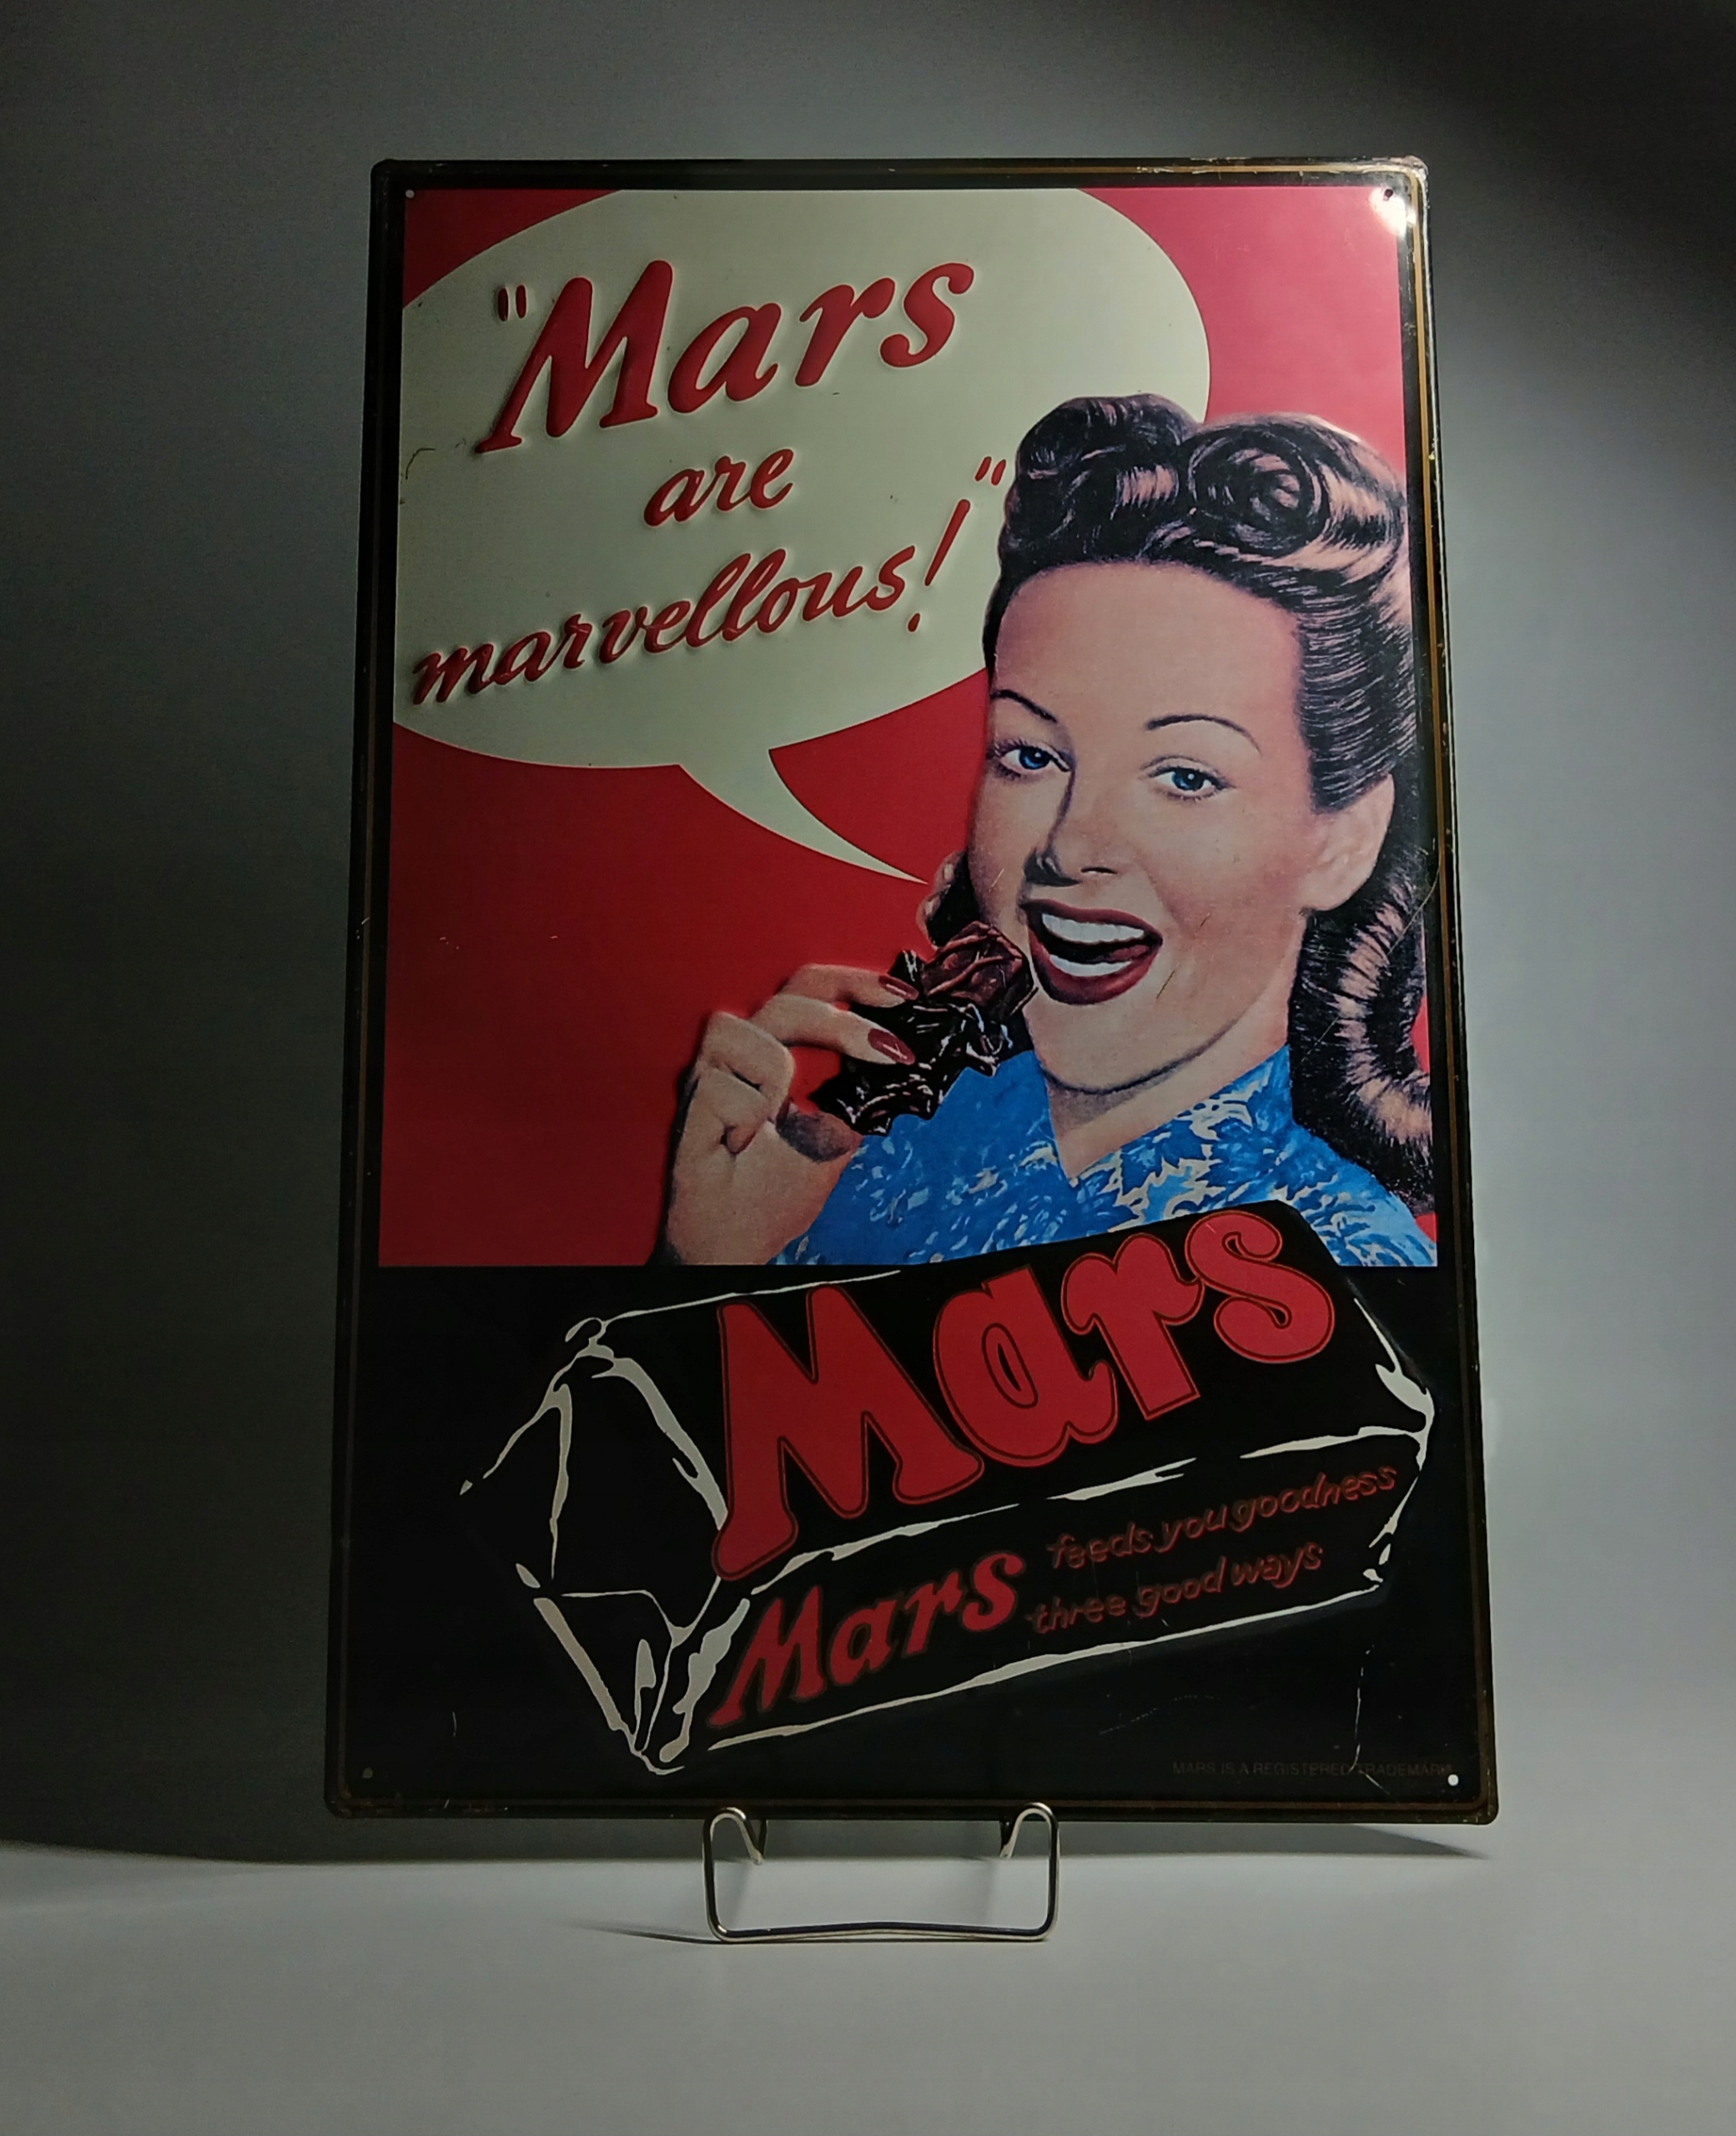 "Mars
are
marvellous!"
Mars
Mars feeds you goodness
three good ways
MARS IS A REGISTERED TRADEMARK